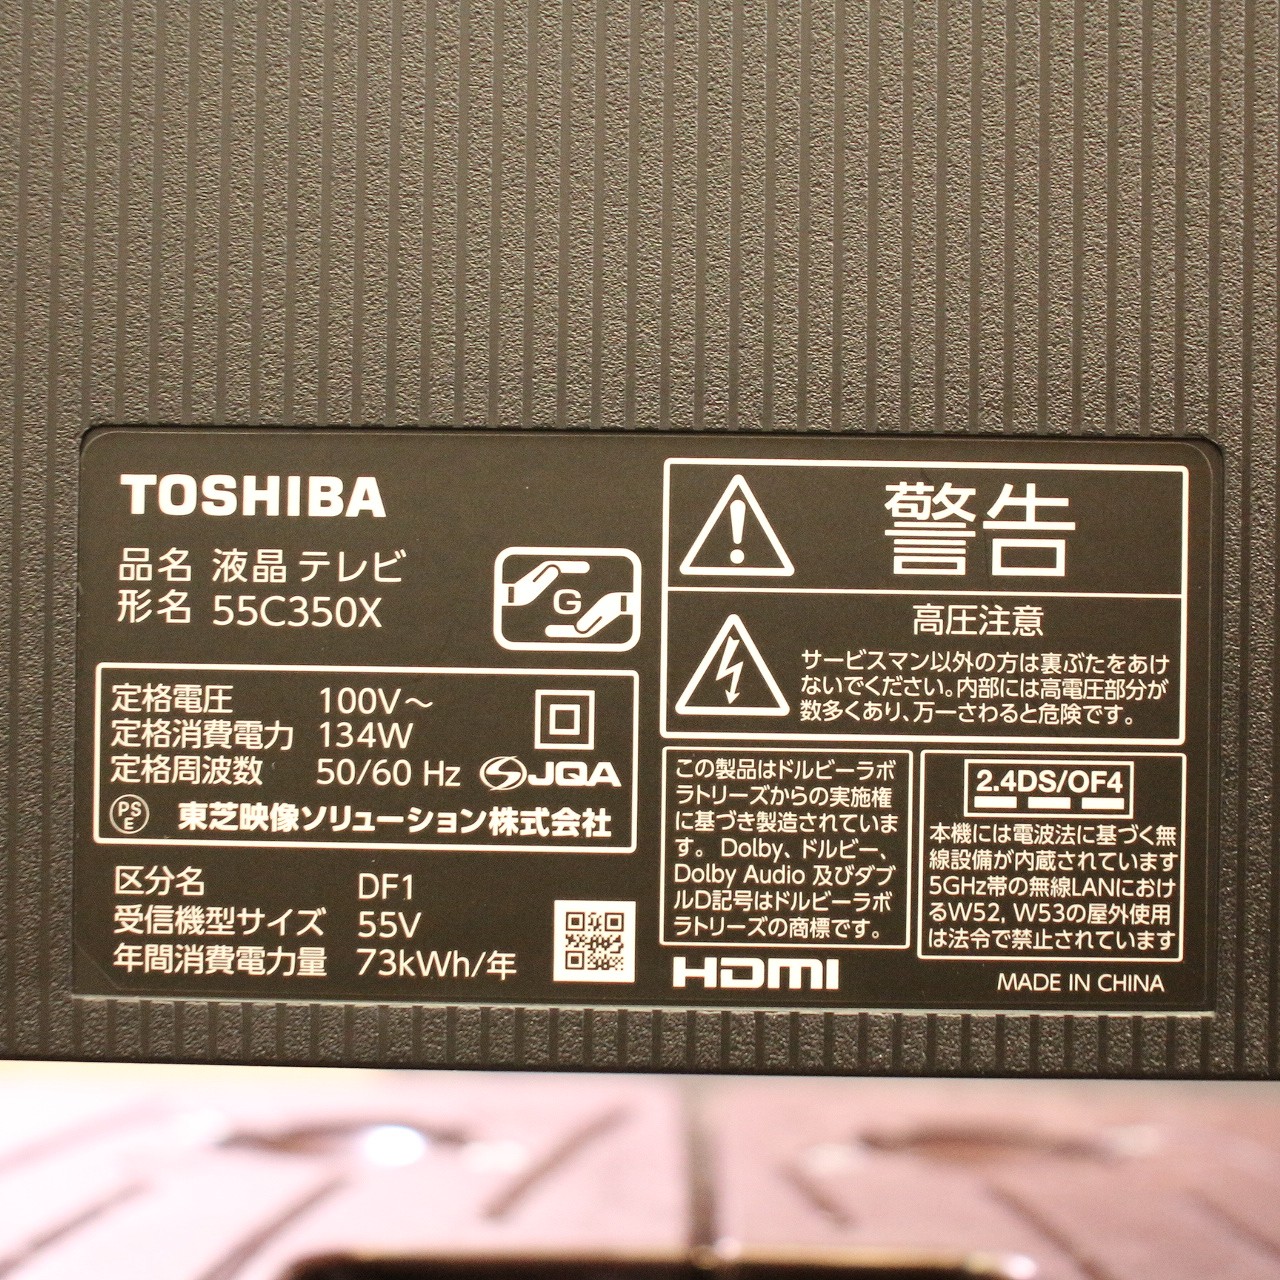 TOSHIBA
品名 液晶テレビ
形名 55C350X
G
定格電圧 100V～
定格消費電力 134W
定格周波数 50/60 Hz
JQA
PS
E
東芝映像ソリューション株式会社
区分名 DF1
受信機型サイズ 55V
年間消費電力量 73kWh/年
警告
高圧注意
サービスマン以外の方は裏ぶたをあけ
ないでください。内部には高電圧部分が
数多くあり、万一さわると危険です。
この製品はドルビーラボ
ラトリーズからの実施権
に基づき製造されていま
す。Dolby、ドルビー、
Dolby Audio 及びダブ
ルD記号はドルビーラボ
ラトリーズの商標です。
HDMI
2.4DS/OF4
本機には電波法に基づく無
線設備が内蔵されています
5GHz帯の無線LANにおけ
るW52, W53の屋外使用
は法令で禁止されています
MADE IN CHINA